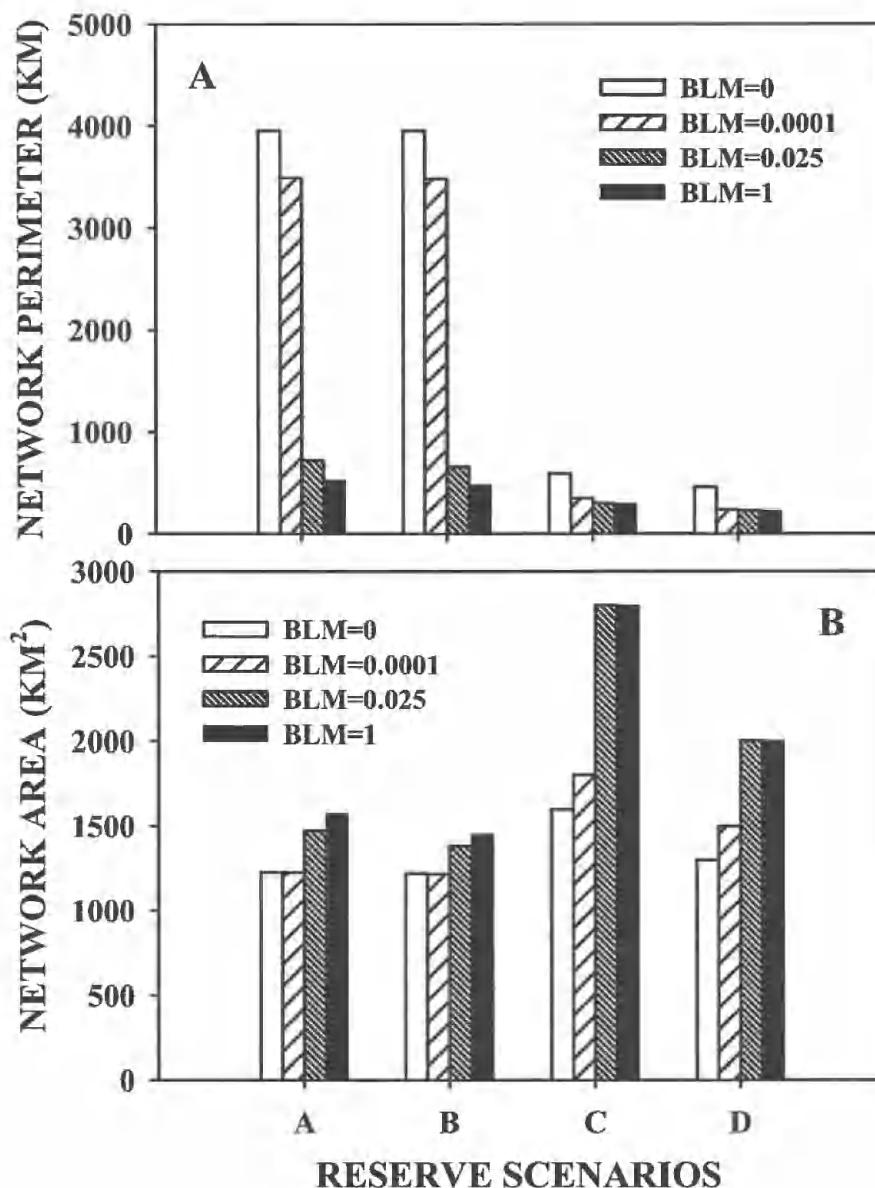 NETWORK PERIMETER (KM)
5000
4000
3000
2000
1000
0
A
BLM=0
BLM=0.0001
BLM=0.025
BLM=1
NETWORK AREA (KM²)
3000
2500
2000
1500
1000
500
0
BLM=0
BLM=0.0001
BLM=0.025
BLM=1
B
A B C D
RESERVE SCENARIOS